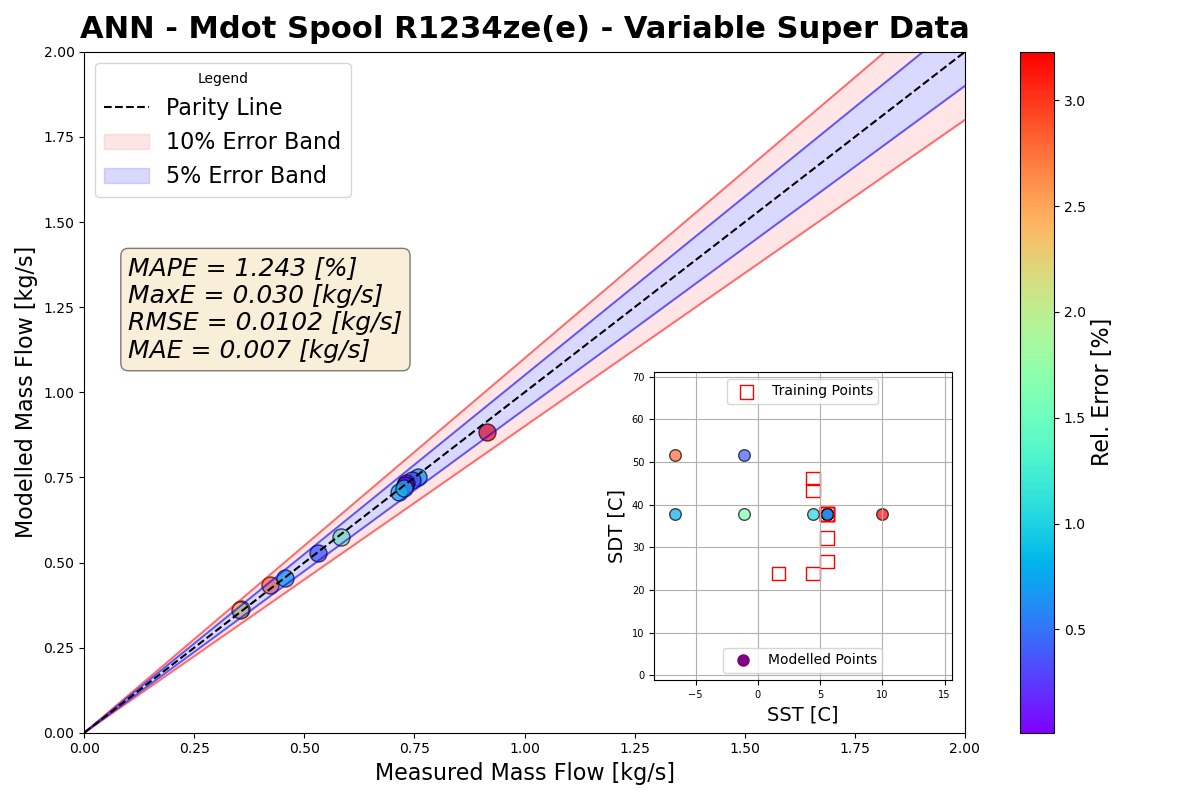 ANN - Mdot Spool R1234ze(e) - Variable Super Data
Legend
Parity Line
10% Error Band
5% Error Band
MAPE = 1.243 [%]
MaxE = 0.030 [kg/s]
RMSE = 0.0102 [kg/s]
MAE = 0.007 [kg/s]
Modelled Mass Flow [kg/s]
2.00
1.75
1.50
1.25
1.00
0.75
0.50
0.25
0.00
0.00 0.25 0.50 0.75 1.00 1.25 1.50 1.75 2.00
Measured Mass Flow [kg/s]
Training Points
Modelled Points
SDT [C]
70
60
50
40
30
20
10
0
−5 0 5 10 15
SST [C]
3.0
2.5
2.0
1.5
1.0
0.5
Rel. Error [%]